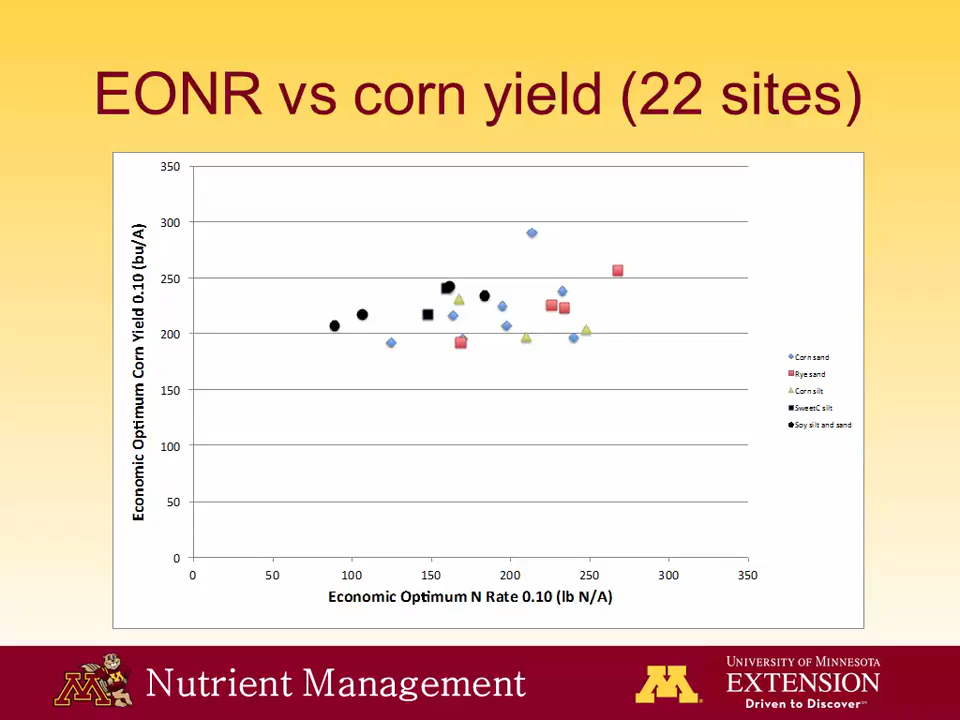 EONR vs corn yield (22 sites)
350
300
250
200
150
100
50
0
0 50 100 150 200 250 300 350
Economic Optimum Corn Yield 0.10 (bu/A)
Economic Optimum N Rate 0.10 (lb N/A)
Corn sand
Rye sand
Corn silt
SweetC silt
Soy silt and sand
Nutrient Management
UNIVERSITY OF MINNESOTA
EXTENSION
Driven to Discover℠